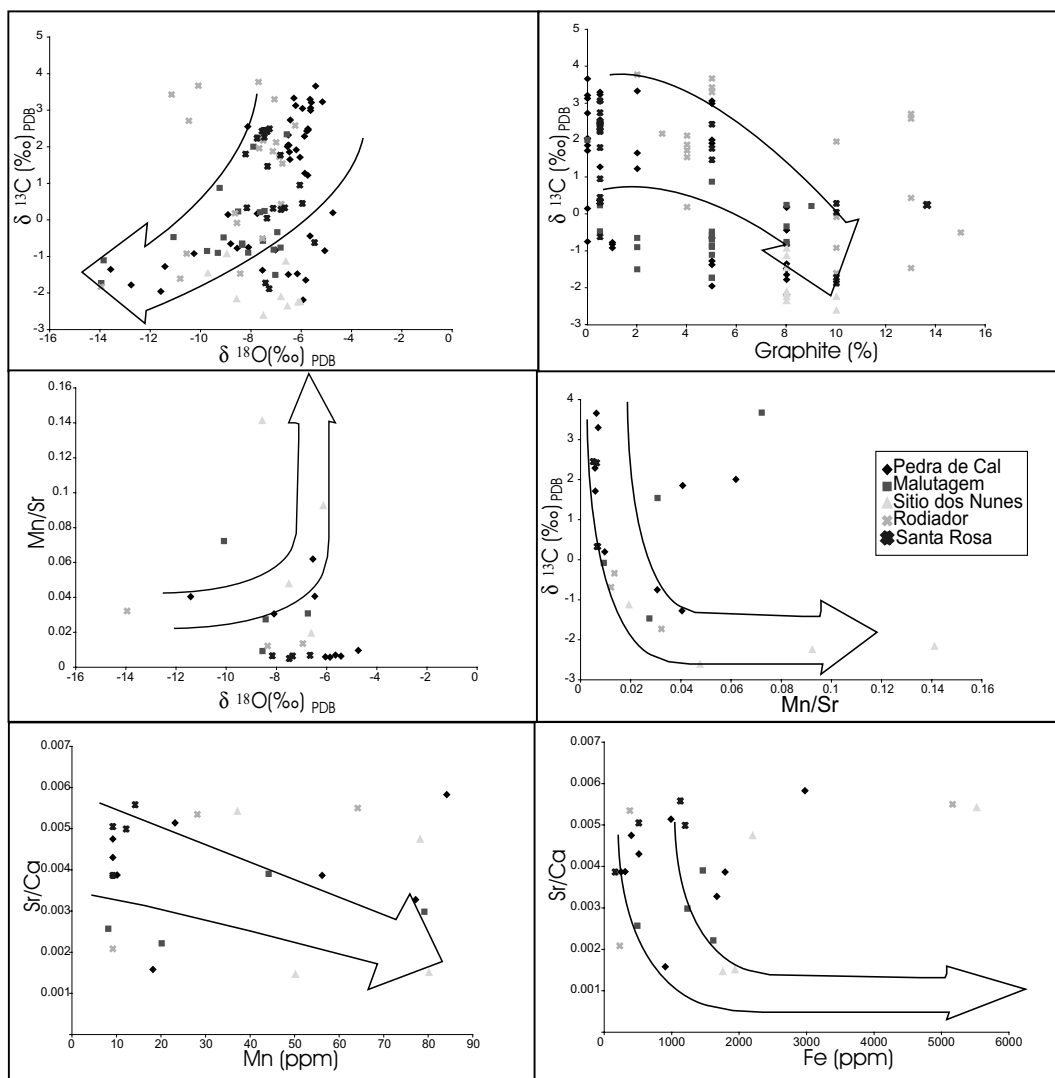 5
4
3
2
1
0
-1
-2
-3
-16 -14 -12 -10 -8 -6 -4 -2 0
δ 13C (‰) PDB
δ 18O(‰) PDB
5
4
3
2
1
0
-1
-2
-3
0 2 4 6 8 10 12 14 16
δ 13C (‰) PDB
Graphite (%)
0.16
0.14
0.12
0.1
0.08
0.06
0.04
0.02
0
-16 -14 -12 -10 -8 -6 -4 -2 0
Mn/Sr
δ 18O(‰) PDB
4
3
2
1
0
-1
-2
-3
0.02 0.04 0.06 0.08 0.1 0.12 0.14 0.16
δ 13C (‰) PDB
Mn/Sr
Pedra de Cal
Malutagem
Sitio dos Nunes
Rodiador
Santa Rosa
0.007
0.006
0.005
0.004
0.003
0.002
0.001
0 10 20 30 40 50 60 70 80 90
Sr/Ca
Mn (ppm)
0.007
0.006
0.005
0.004
0.003
0.002
0.001
0 1000 2000 3000 4000 5000 6000
Sr/Ca
Fe (ppm)